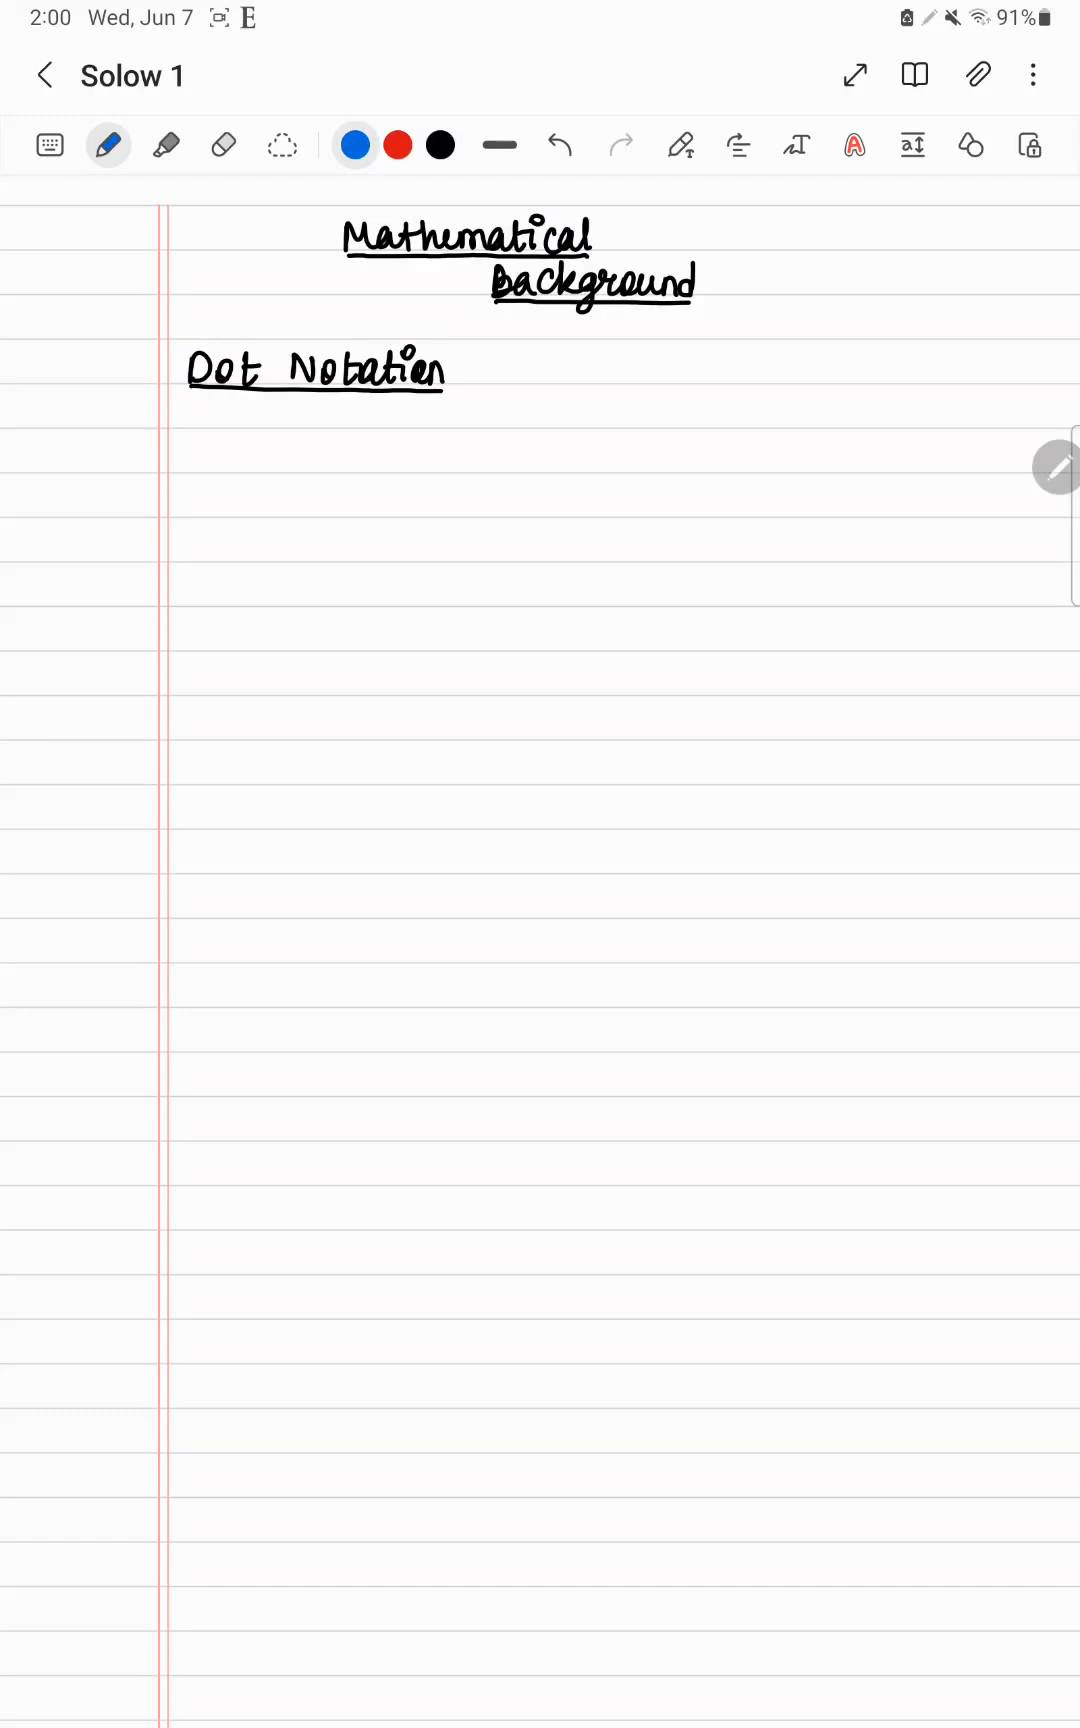 2:00 Wed, Jun 7 E 91%
Solow 1
Mathematical
Background
Dot Notation